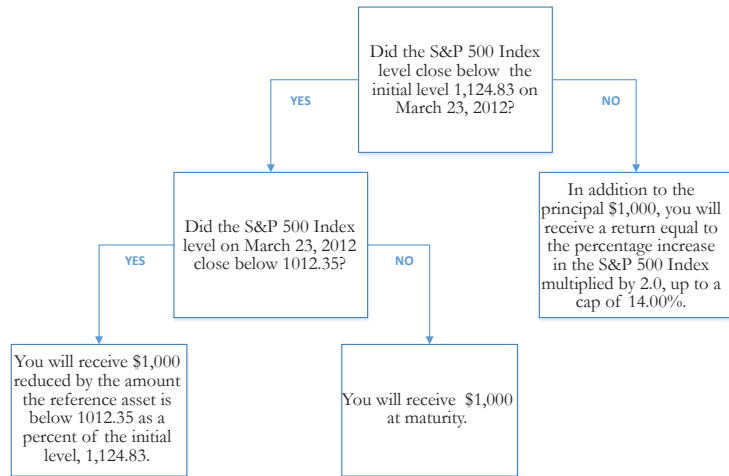 Did the S&P 500 Index
level close below the
initial level 1,124.83 on
March 23, 2012?
YES
NO
Did the S&P 500 Index
level on March 23, 2012
close below 1012.35?
In addition to the
principal $1,000, you will
receive a return equal to
the percentage increase
in the S&P 500 Index
multiplied by 2.0, up to a
cap of 14.00%.
YES
NO
You will receive $1,000
reduced by the amount
the reference asset is
below 1012.35 as a
percent of the initial
level, 1,124.83.
You will receive $1,000
at maturity.